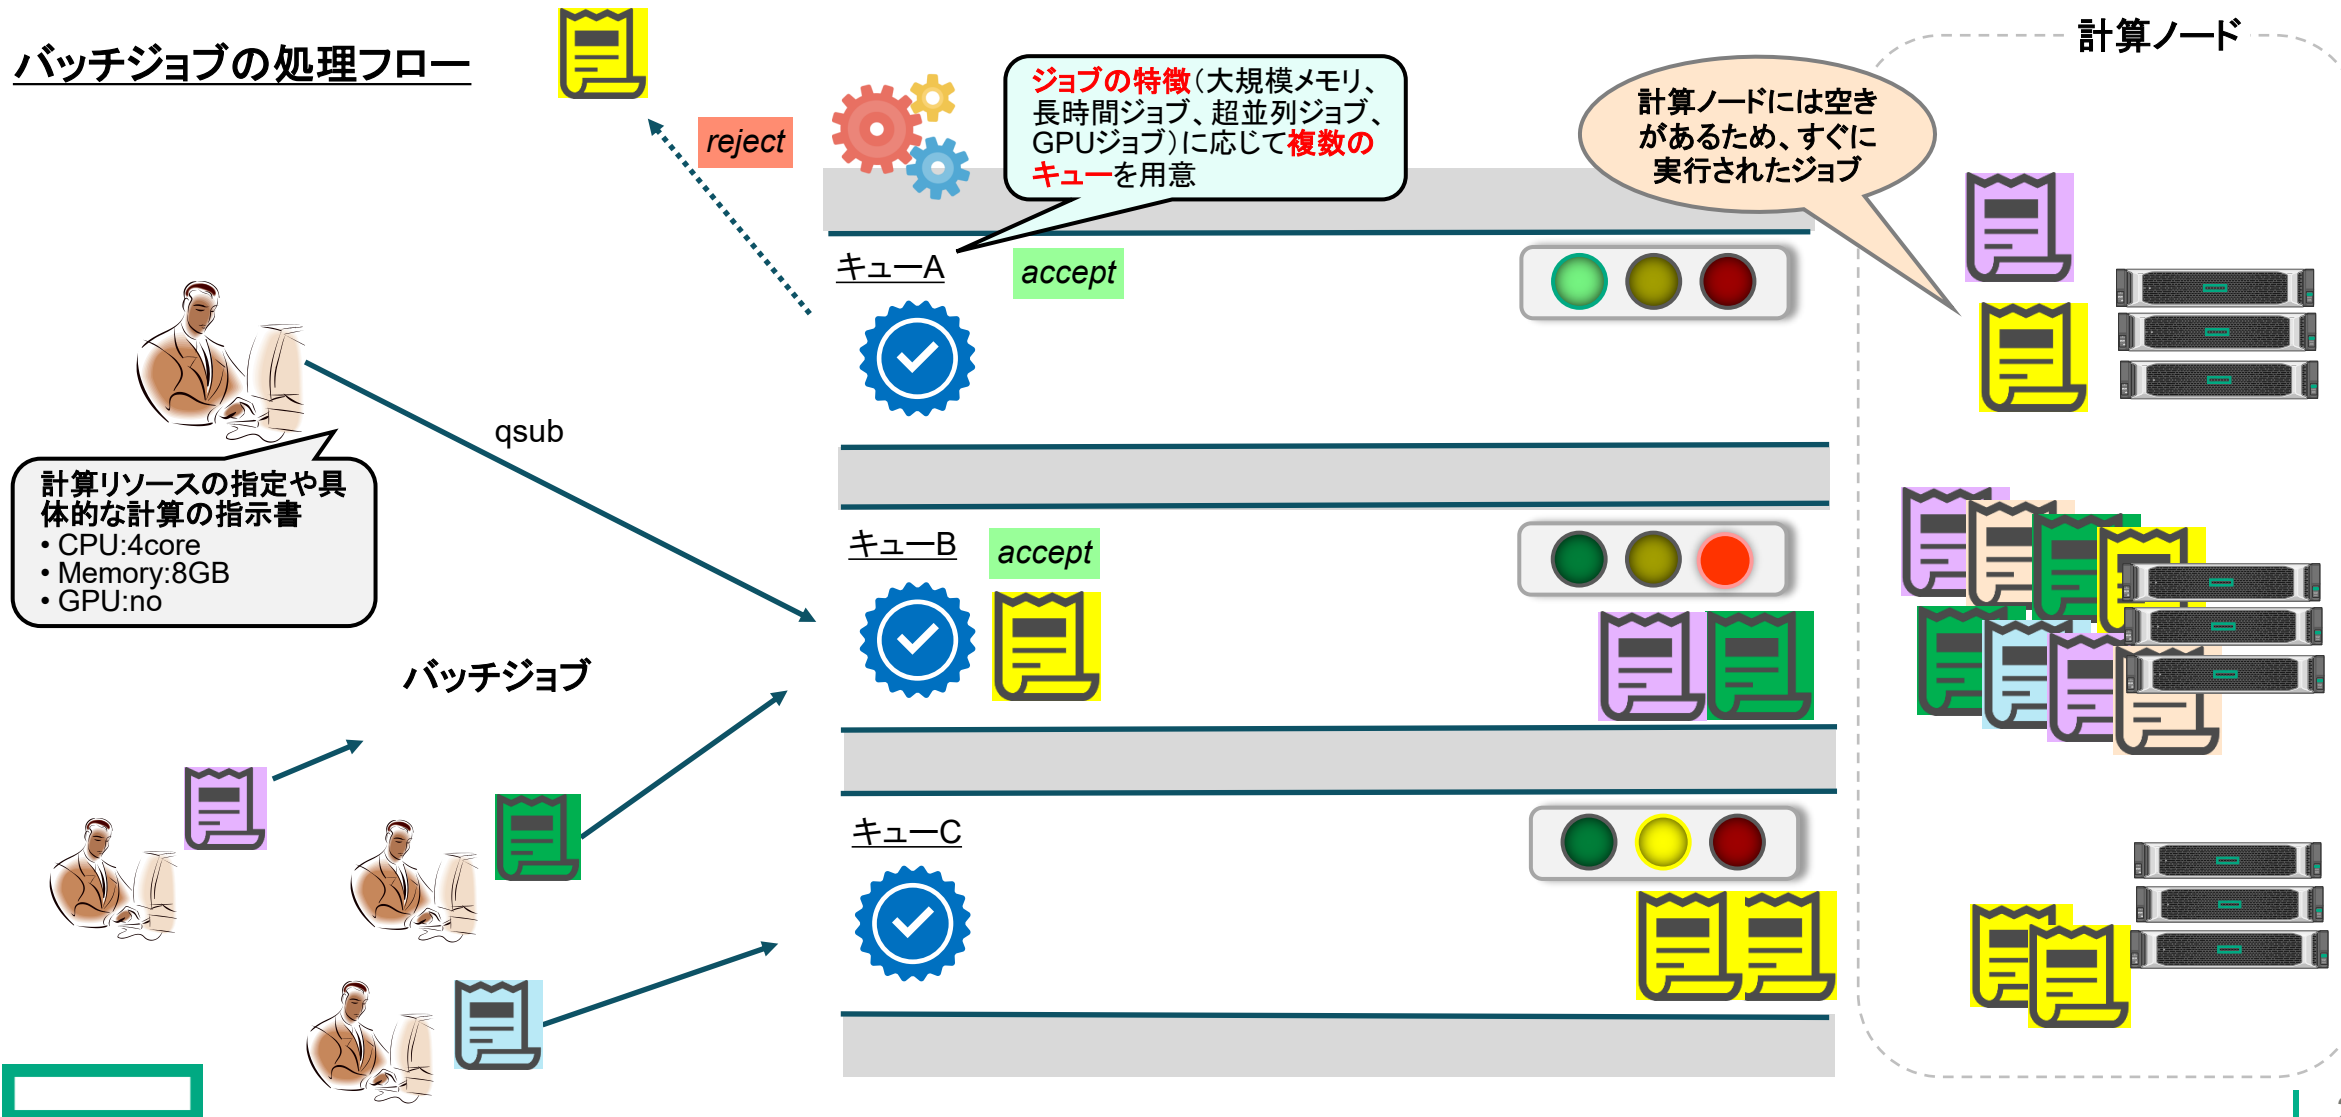 バッチジョブの処理フロー
reject
ジョブの特徴（大規模メモリ、
長時間ジョブ、超並列ジョブ、
GPUジョブ）に応じて複数の
キューを用意
計算ノード
計算ノードには空き
があるため、すぐに
実行されたジョブ
キューA
accept
qsub
計算リソースの指定や具
体的な計算の指示書
• CPU:4core
• Memory:8GB
• GPU:no
キューB
accept
バッチジョブ
キューC